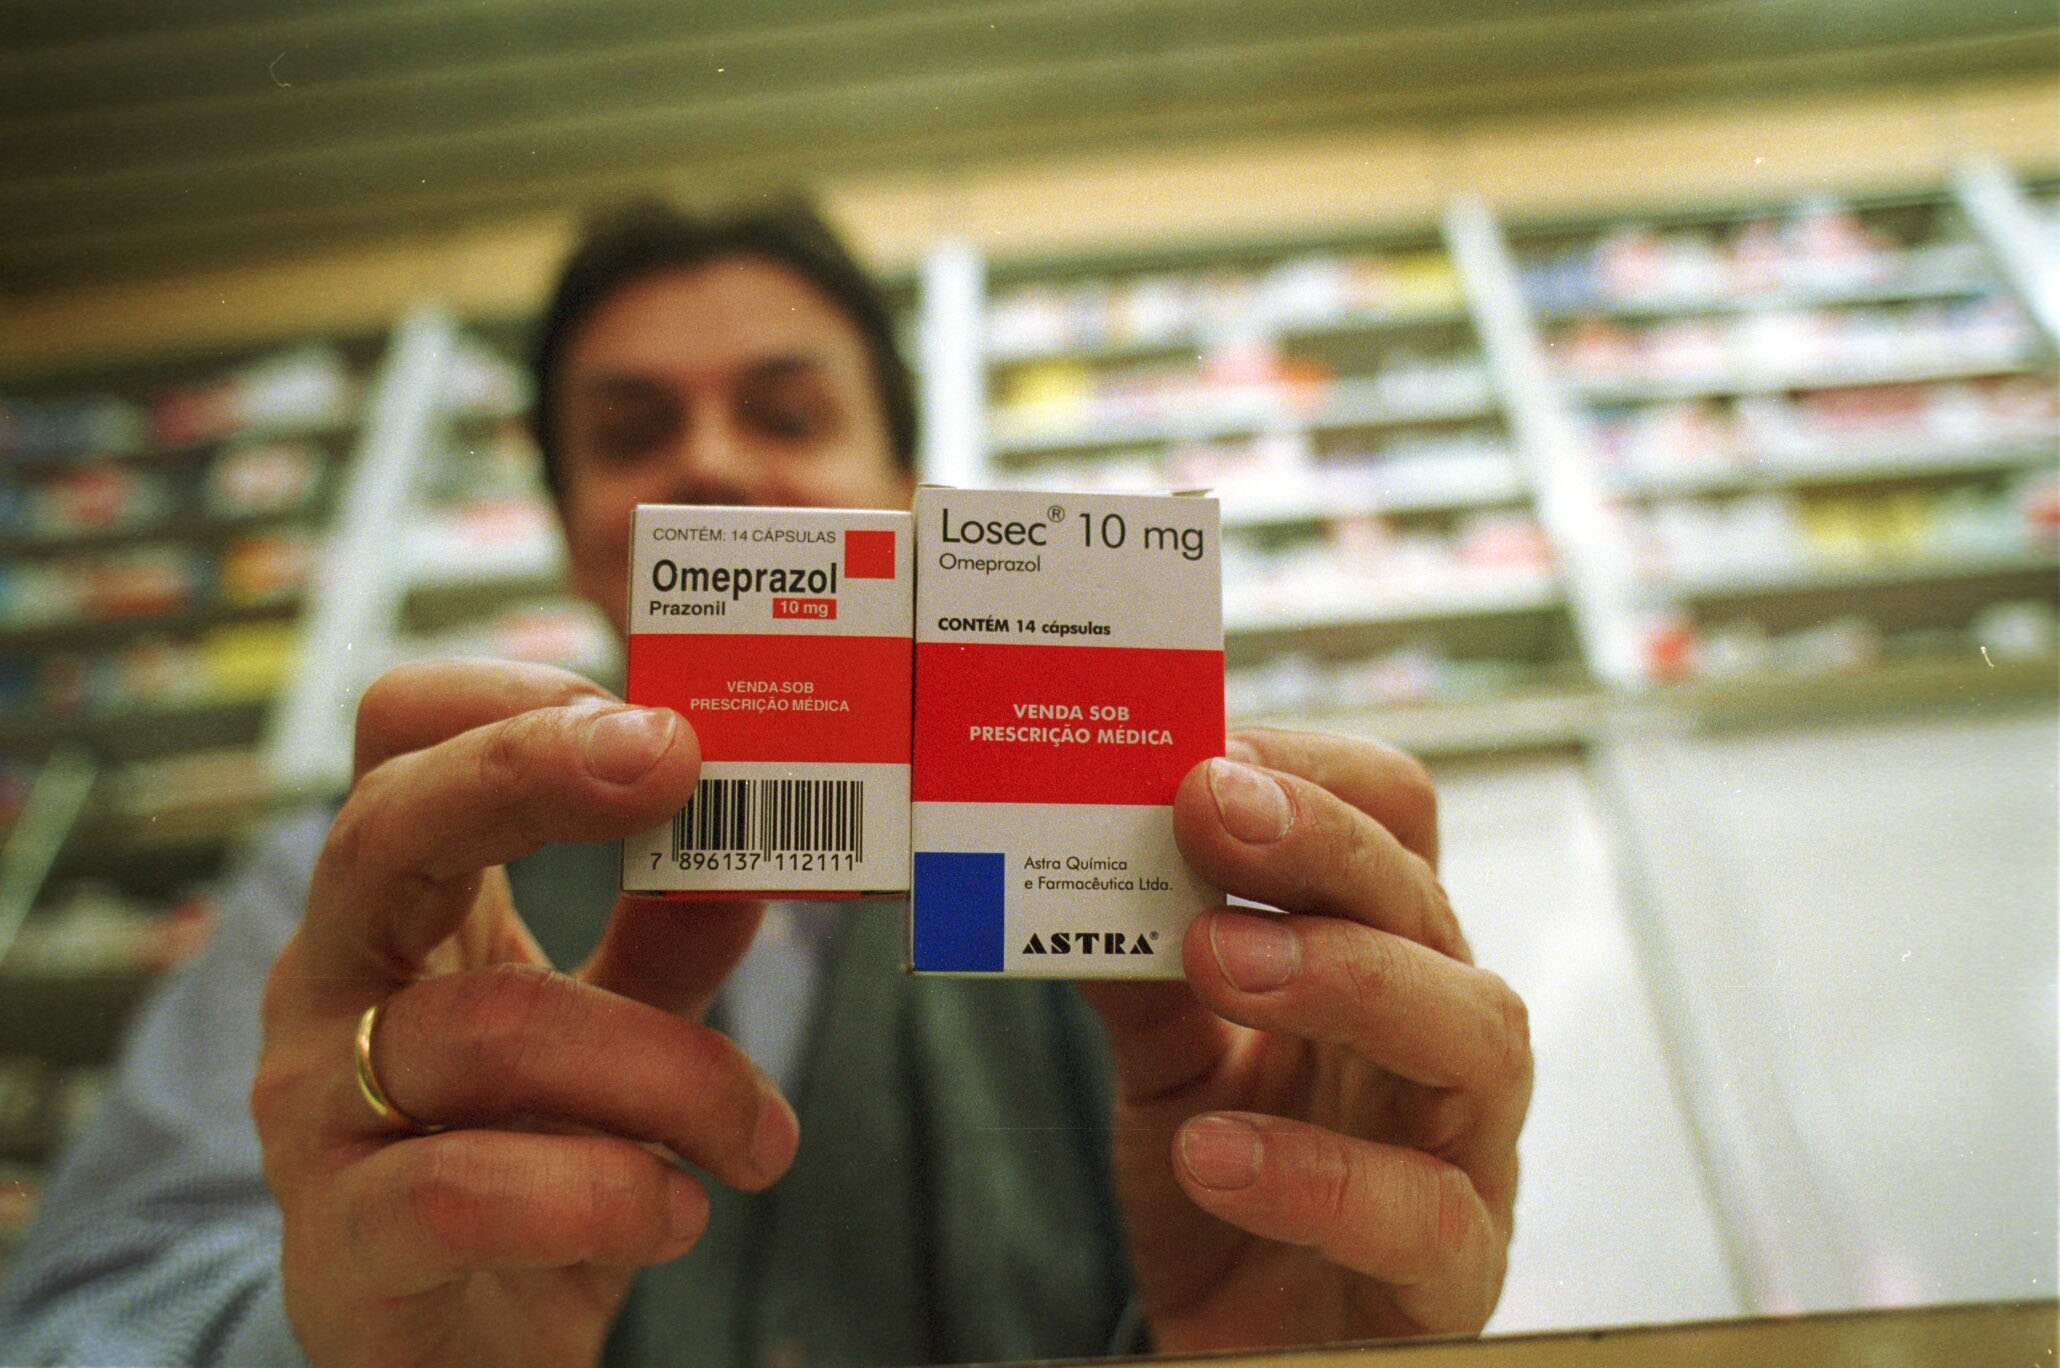 CONTÉM: 14 CÁPSULAS
Omeprazol
Prazonil 10 mg
VENDA SOB
PRESCRIÇÃO MÉDICA
7 896137 112111
Losec® 10 mg
Omeprazol
CONTÉM 14 cápsulas
VENDA SOB
PRESCRIÇÃO MÉDICA
Astra Química
e Farmacêutica Ltda.
ASTRA®